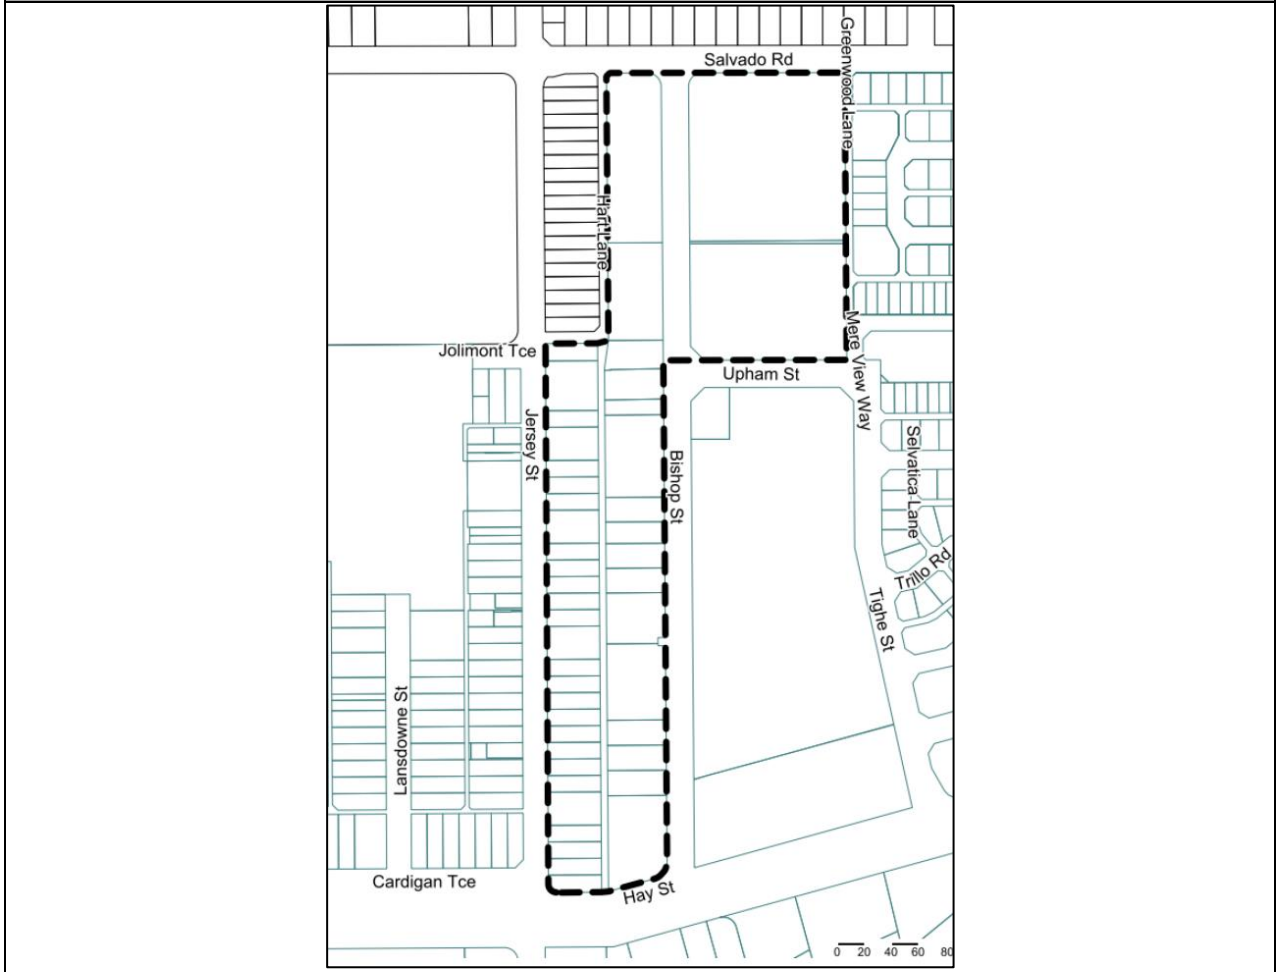 Greenwood Lane
Salvado Rd
Hart Lane
Jolimont Tce
Mere View Way
Upham St
Jersey St
Bishop St
Selvatica Lane
Trillo Rd
Tighe St
Lansdowne St
Cardigan Tce
Hay St
0 20 40 60 80